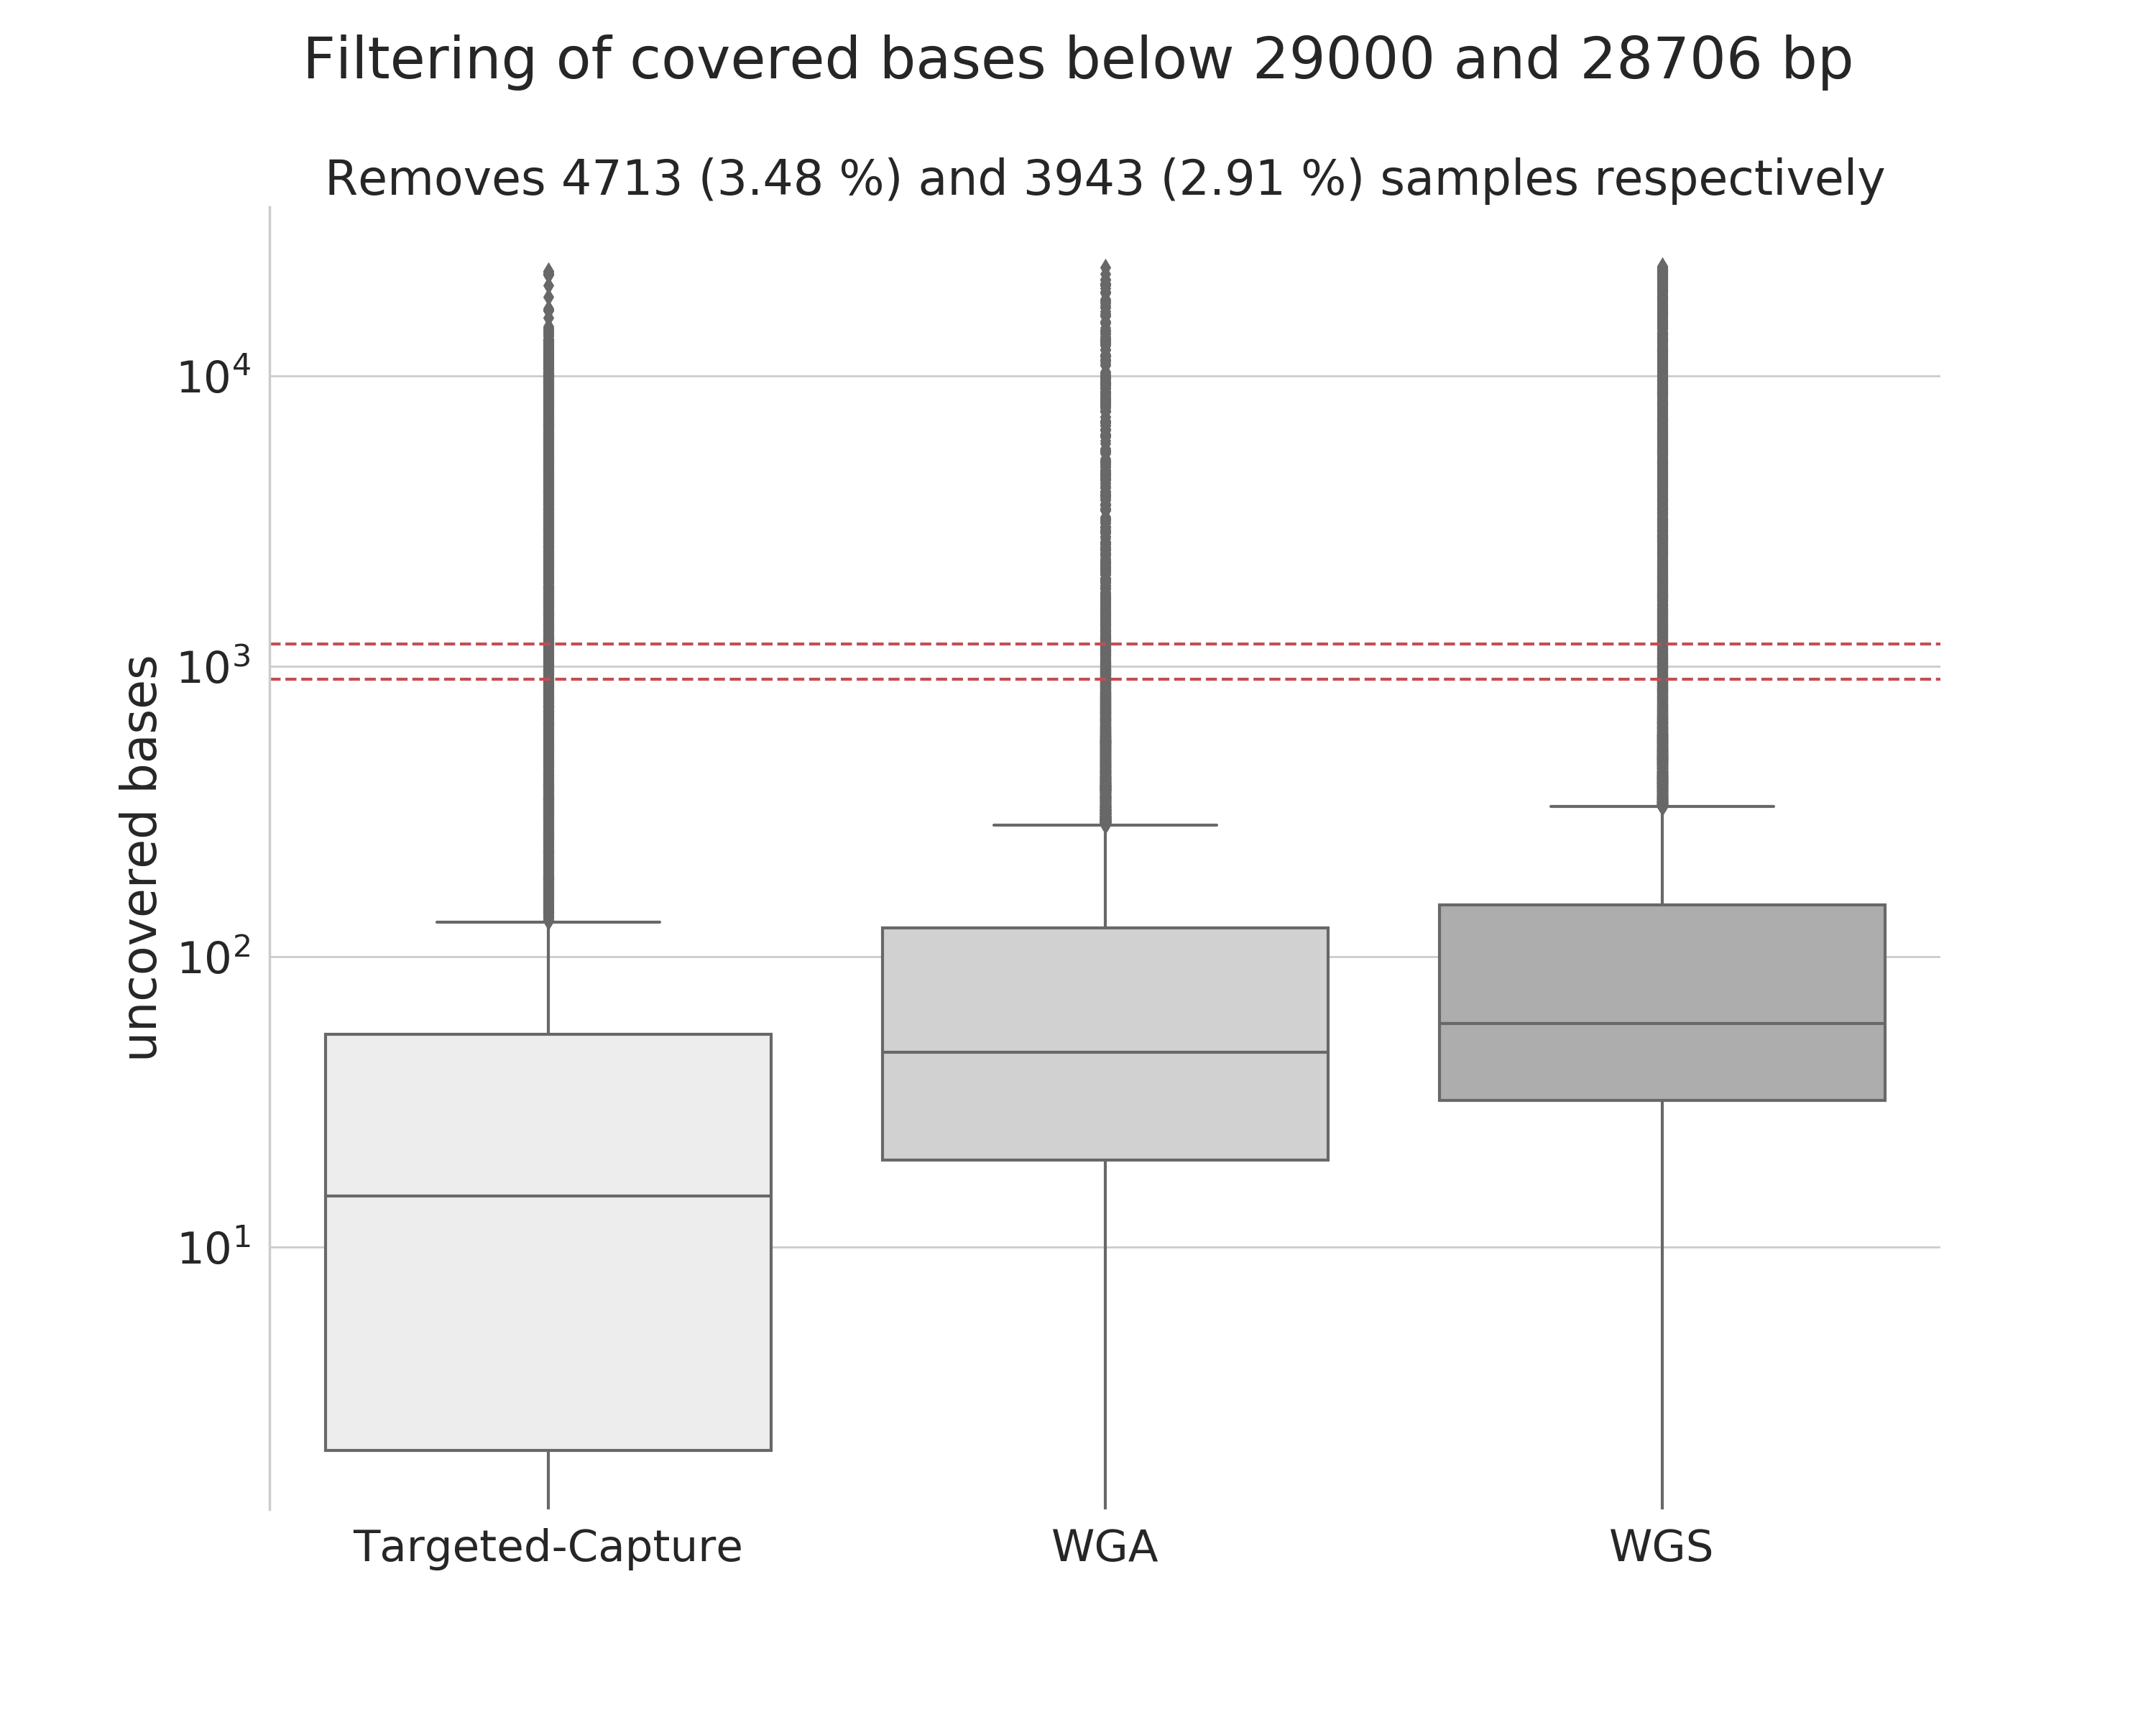 Filtering of covered bases below 29000 and 28706 bp
Removes 4713 (3.48 %) and 3943 (2.91 %) samples respectively
uncovered bases
10⁴
10³
10²
10¹
Targeted-Capture
WGA
WGS